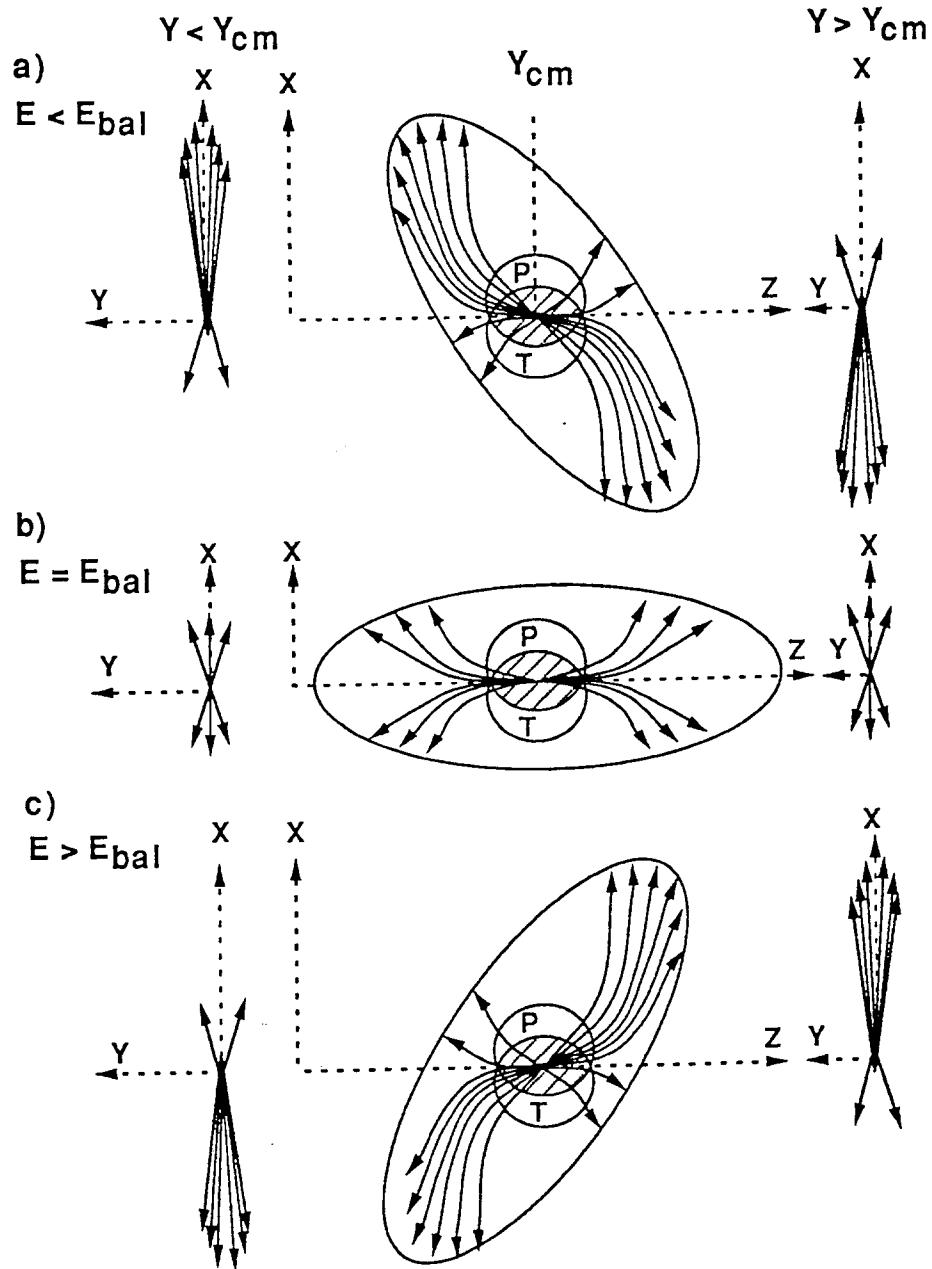 Y < Ycm
Ycm
Y > Ycm
a)
E < Ebal
X
X
X
P
T
Y
Z
Y
b)
E = Ebal
X
X
X
P
T
Y
Z
Y
c)
E > Ebal
X
X
X
P
T
Y
Z
Y